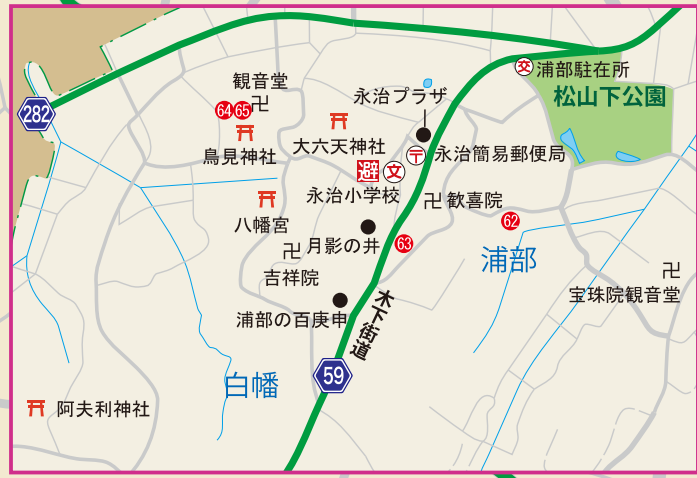 交 浦部駐在所
観音堂
永治プラザ
松山下公園
282
64 65
大六天神社
〒 永治簡易郵便局
鳥見神社
避 文
永治小学校
歓喜院
八幡宮
62
月影の井
63
浦部
吉祥院
宝珠院観音堂
浦部の百庚申
木下街道
59
白幡
阿夫利神社